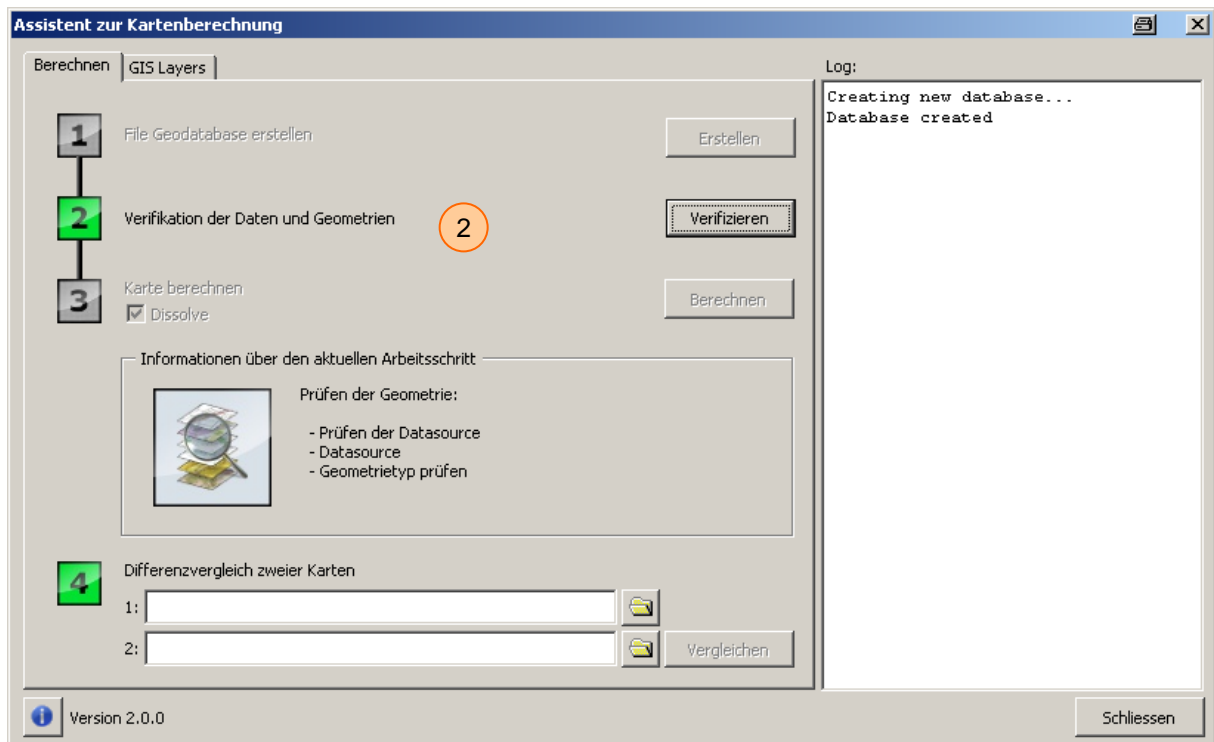 Assistent zur Kartenberechnung
Berechnen
GIS Layers
Log:
Creating new database...
Database created
1
File Geodatabase erstellen
Erstellen
2
Verifikation der Daten und Geometrien
2
Verifizieren
3
Karte berechnen
Dissolve
Berechnen
Informationen über den aktuellen Arbeitsschritt
Prüfen der Geometrie:
- Prüfen der Datasource
- Datasource
- Geometrietyp prüfen
4
Differenzvergleich zweier Karten
1:
2:
Vergleichen
Version 2.0.0
Schliessen